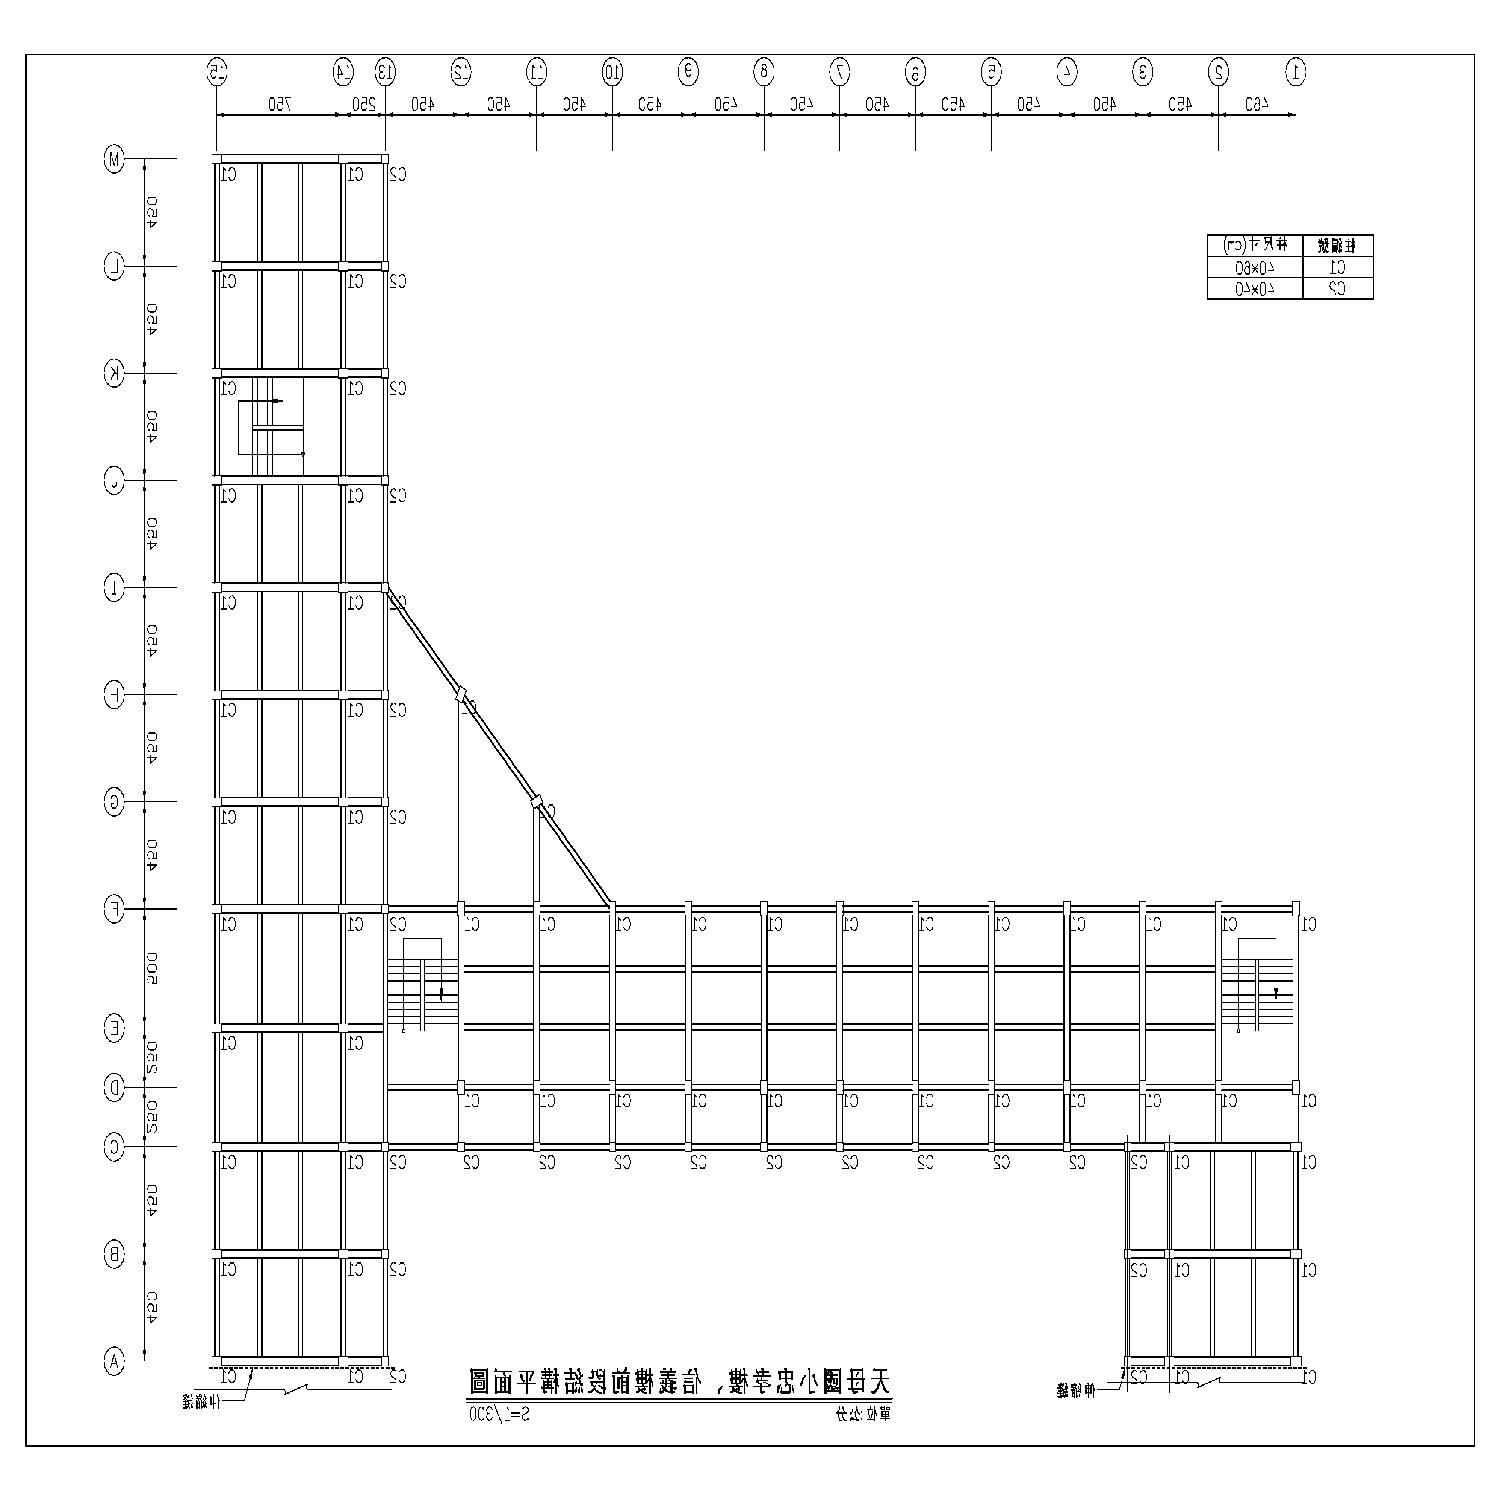 1 2 3 4 5 6 7 8 9 10 11 12 13 14 15
460 450 450 450 450 450 450 450 450 450 450 450 250 750
M
C2 C1 C1
450
柱編號 柱尺寸(cm)
C1 40×60
C2 40×40
L
C2 C1 C1
450
K
C2 C1 C1
450
J
C2 C1 C1
450
I
C2 C1 C1
450
H
C2 C2 C1 C1
450
G
C2 C2 C1 C1
450
F
C1 C1 C1 C1 C1 C1 C1 C1 C1 C1 C1 C1 C2 C1 C1
500
E
C1 C1
250
D
C1 C1 C1 C1 C1 C1 C1 C1 C1 C1 C1 C1
250
C
C1 C1 C2 C2 C2 C2 C2 C2 C2 C2 C2 C2 C2 C1 C1
450
B
C1 C1 C2 C2 C1 C1
450
A
C1 C1 C2 C2 C1 C1
伸縮縫
伸縮縫
天母國小忠孝樓、信義樓前段結構平面圖
單位:公分 S=1/300